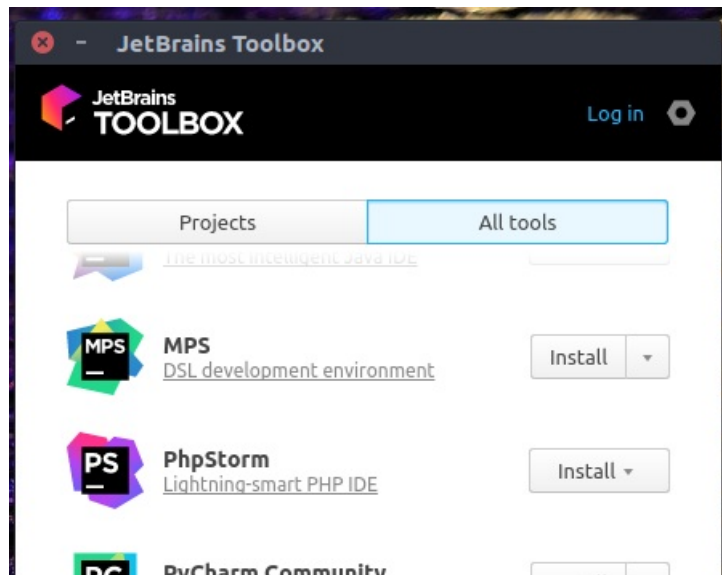 JetBrains Toolbox
JetBrains
TOOLBOX
Log in
Projects
All tools
The most intelligent Java IDE
MPS
MPS
DSL development environment
Install
PS
PhpStorm
Lightning-smart PHP IDE
Install
PC
PyCharm Community